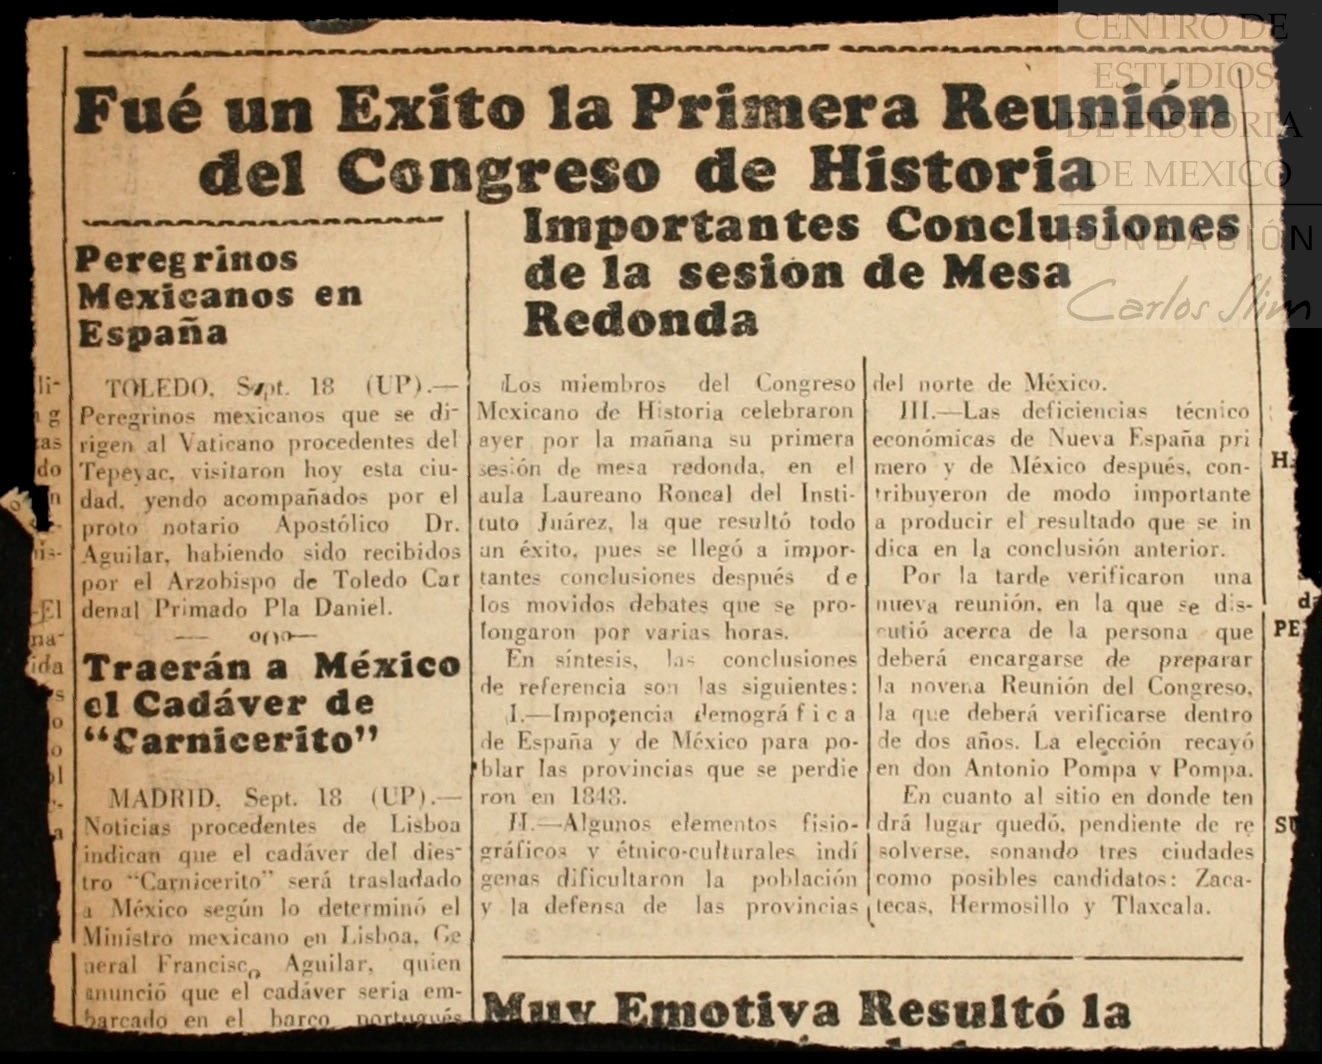 CENTRO DE
ESTUDIOS
DE HISTORIA
DE MEXICO
FUNDACIÓN
Carlos Slim
Fué un Exito la Primera Reunión
del Congreso de Historia
Peregrinos
Mexicanos en
España
TOLEDO, Sept. 18 (UP).—
Peregrinos mexicanos que se di-
rigen al Vaticano procedentes del
Tepeyac, visitaron hoy esta ciu-
dad, yendo acompañados por el
proto notario Apostólico Dr.
Aguilar, habiendo sido recibidos
por el Arzobispo de Toledo Car
denal Primado Pla Daniel.
—ooo—
Traerán a México
el Cadáver de
"Carnicerito"
MADRID, Sept. 18 (UP).—
Noticias procedentes de Lisboa
indican que el cadáver del dies-
tro "Carnicerito" será trasladado
a México según lo determinó el
Ministro mexicano en Lisboa, Ge
neral Francisco Aguilar, quien
anunció que el cadáver seria em-
barcado en el barco portugués
Importantes Conclusiones
de la sesion de Mesa
Redonda
Los miembros del Congreso
Mexicano de Historia celebraron
ayer por la mañana su primera
sesión de mesa redonda, en el
aula Laureano Roncal del Insti-
tuto Juárez, la que resultó todo
un éxito, pues se llegó a impor-
tantes conclusiones después de
los movidos debates que se pro-
longaron por varias horas.
En síntesis, las conclusiones
de referencia son las siguientes:
I.—Impotencia demográfica
de España y de México para po-
blar las provincias que se perdie
ron en 1848.
II.—Algunos elementos fisio-
gráficos y étnico-culturales indí
genas dificultaron la población
y la defensa de las provincias
del norte de México.
III.—Las deficiencias técnico
económicas de Nueva España pri
mero y de México después, con-
tribuyeron de modo importante
a producir el resultado que se in
dica en la conclusión anterior.
Por la tarde verificaron una
nueva reunión, en la que se dis-
cutió acerca de la persona que
deberá encargarse de preparar
la novena Reunión del Congreso,
la que deberá verificarse dentro
de dos años. La elección recayó
en don Antonio Pompa y Pompa.
En cuanto al sitio en donde ten
drá lugar quedó, pendiente de re
solverse, sonando tres ciudades
como posibles candidatos: Zaca-
tecas, Hermosillo y Tlaxcala.
Muy Emotiva Resultó la